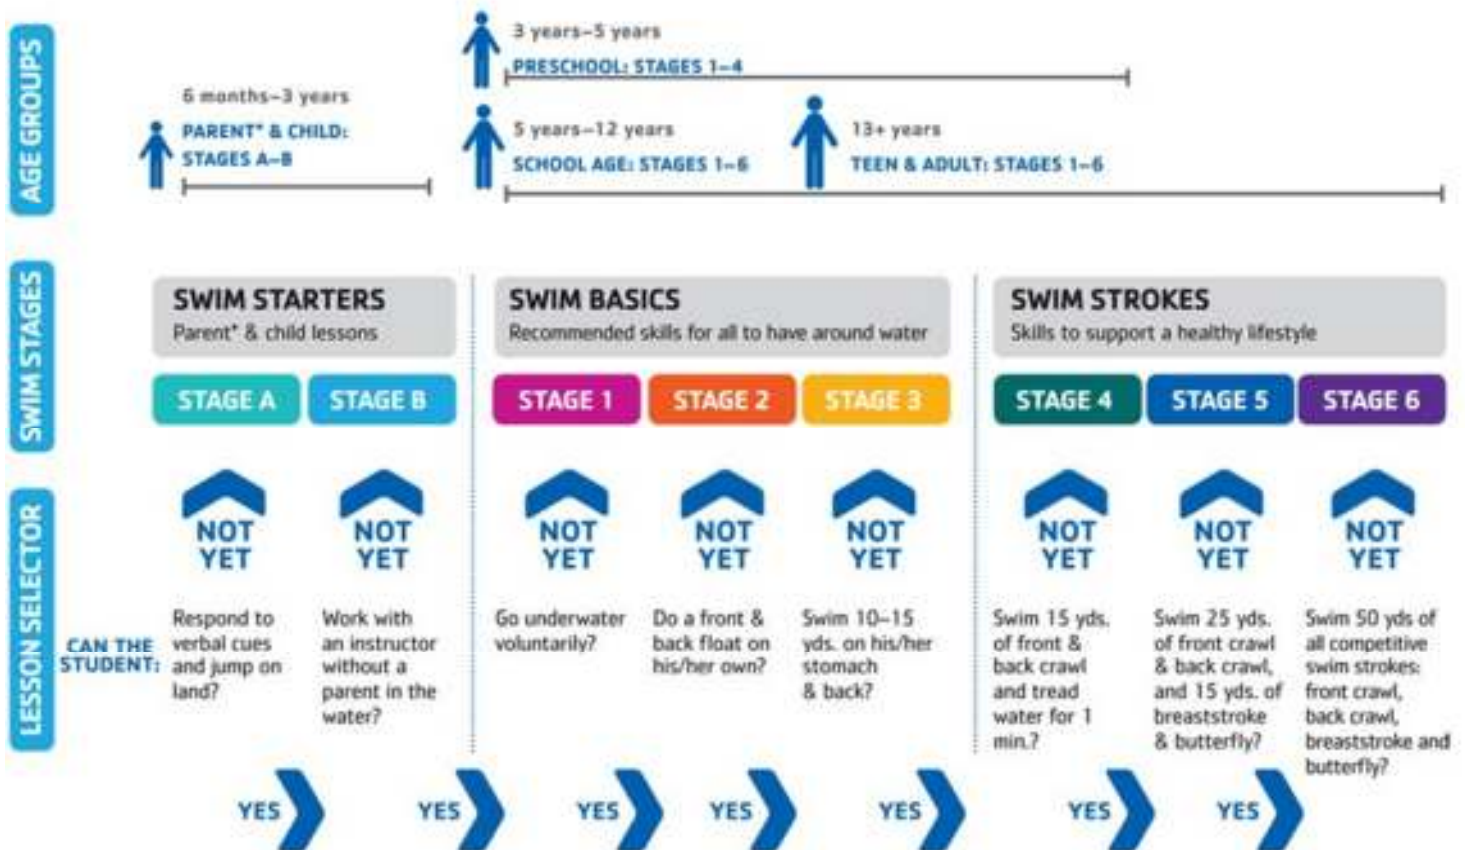 AGE GROUPS
6 months–3 years
PARENT* & CHILD:
STAGES A–B
3 years–5 years
PRESCHOOL: STAGES 1–4
5 years–12 years
SCHOOL AGE: STAGES 1–6
13+ years
TEEN & ADULT: STAGES 1–6
SWIM STAGES
SWIM STARTERS
Parent* & child lessons
SWIM BASICS
Recommended skills for all to have around water
SWIM STROKES
Skills to support a healthy lifestyle
STAGE A
STAGE B
STAGE 1
STAGE 2
STAGE 3
STAGE 4
STAGE 5
STAGE 6
LESSON SELECTOR
CAN THE
STUDENT:
NOT
YET
Respond to
verbal cues
and jump on
land?
NOT
YET
Work with
an instructor
without a
parent in the
water?
NOT
YET
Go underwater
voluntarily?
NOT
YET
Do a front &
back float on
his/her own?
NOT
YET
Swim 10–15
yds. on his/her
stomach
& back?
NOT
YET
Swim 15 yds.
of front &
back crawl
and tread
water for 1
min.?
NOT
YET
Swim 25 yds.
of front crawl
& back crawl,
and 15 yds. of
breaststroke
& butterfly?
NOT
YET
Swim 50 yds of
all competitive
swim strokes:
front crawl,
back crawl,
breaststroke and
butterfly?
YES
YES
YES
YES
YES
YES
YES